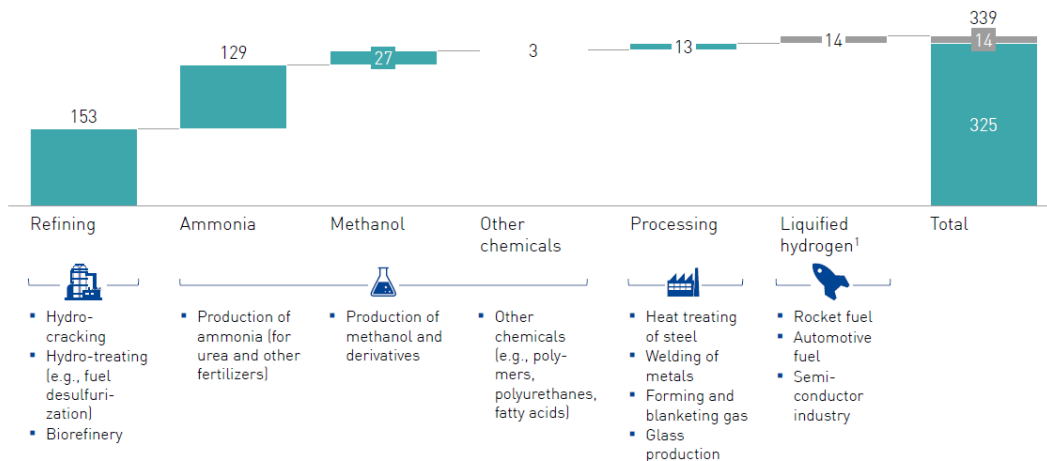 153
129
27
3
13
14
339
14
325
Refining
Ammonia
Methanol
Other
chemicals
Processing
Liquified
hydrogen¹
Total
▪ Hydro-
cracking
▪ Hydro-treating
(e.g., fuel
desulfuri-
zation)
▪ Biorefinery
▪ Production of
ammonia (for
urea and other
fertilizers)
▪ Production of
methanol and
derivatives
▪ Other
chemicals
(e.g., poly-
mers,
polyurethanes,
fatty acids)
▪ Heat treating
of steel
▪ Welding of
metals
▪ Forming and
blanketing gas
▪ Glass
production
▪ Rocket fuel
▪ Automotive
fuel
▪ Semi-
conductor
industry